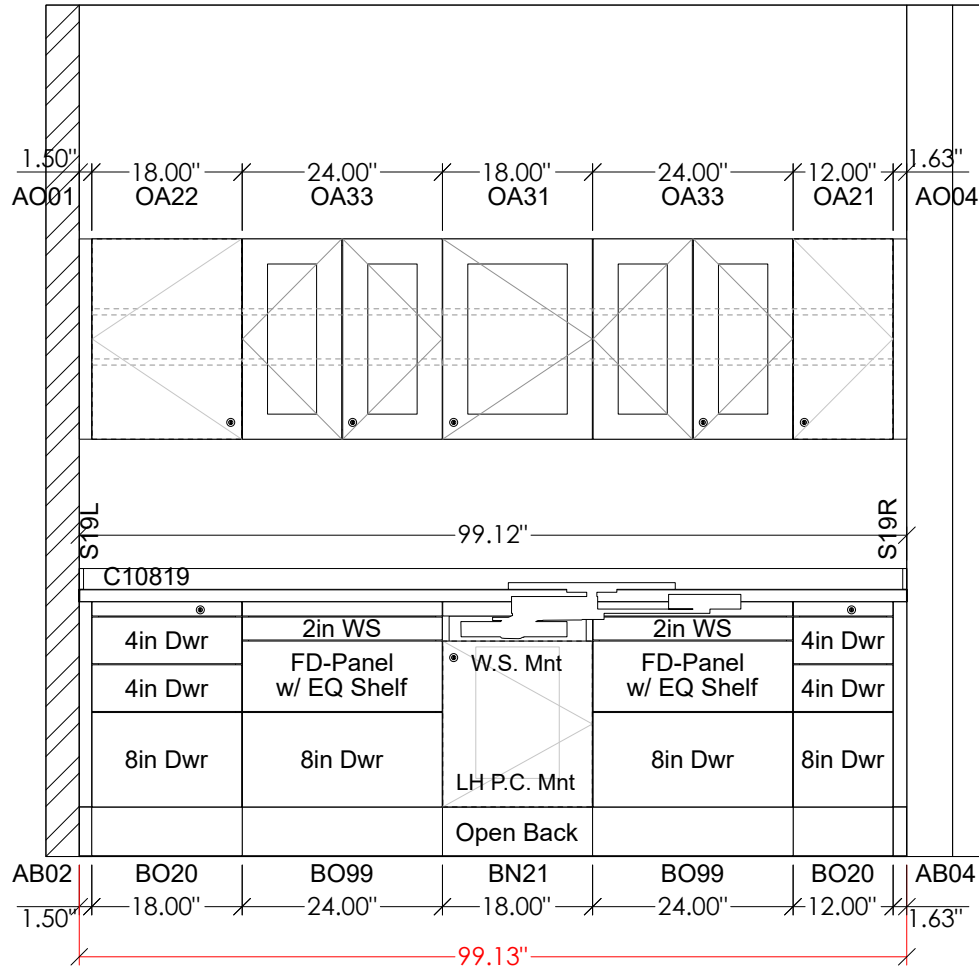 1.50" 18.00" 24.00" 18.00" 24.00" 12.00" 1.63"
AO01 OA22 OA33 OA31 OA33 OA21 AO04
S19L 99.12" S19R
C10819
2in WS 2in WS
4in Dwr 4in Dwr
FD-Panel W.S. Mnt FD-Panel
w/ EQ Shelf w/ EQ Shelf
4in Dwr 4in Dwr
8in Dwr 8in Dwr 8in Dwr 8in Dwr
LH P.C. Mnt
Open Back
AB02 BO20 BO99 BN21 BO99 BO20 AB04
1.50" 18.00" 24.00" 18.00" 24.00" 12.00" 1.63"
99.13"